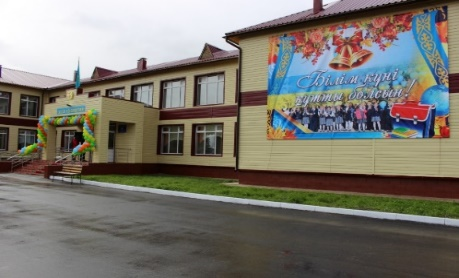 Білім күні
құтты болсын!